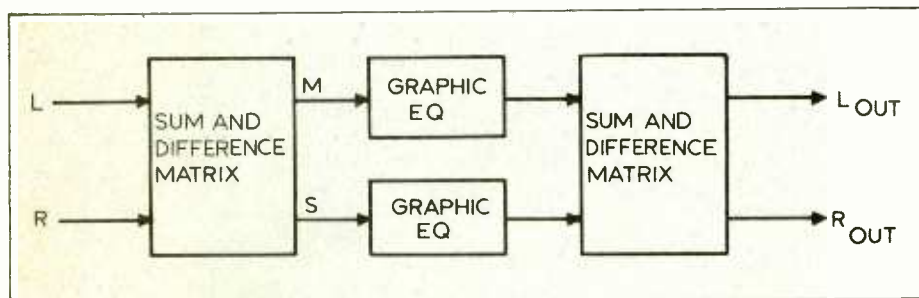 L
SUM AND
DIFFERENCE
MATRIX
M
GRAPHIC
EQ
SUM AND
DIFFERENCE
MATRIX
L OUT
R
S
GRAPHIC
EQ
R OUT